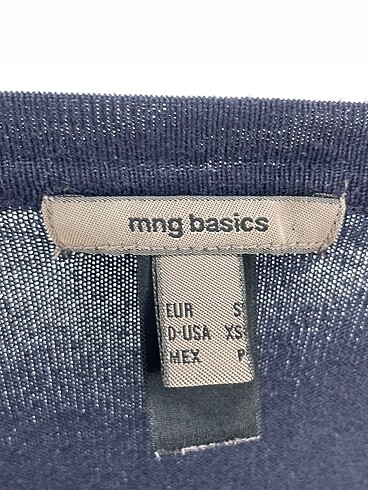 mng basics
EUR S
D·USA XS
MEX P